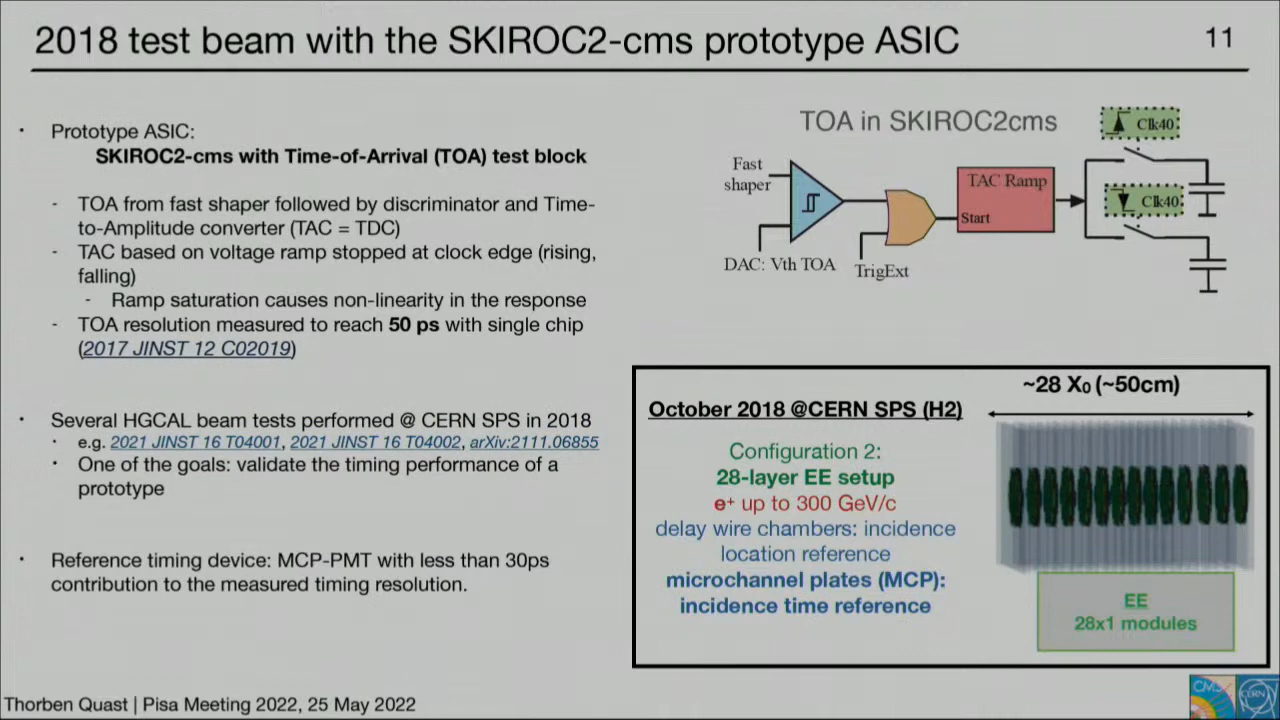 2018 test beam with the SKIROC2-cms prototype ASIC
11
· Prototype ASIC:
SKIROC2-cms with Time-of-Arrival (TOA) test block
- TOA from fast shaper followed by discriminator and Time-
to-Amplitude converter (TAC = TDC)
- TAC based on voltage ramp stopped at clock edge (rising,
falling)
- Ramp saturation causes non-linearity in the response
- TOA resolution measured to reach 50 ps with single chip
(2017 JINST 12 C02019)
· Several HGCAL beam tests performed @ CERN SPS in 2018
· e.g. 2021 JINST 16 T04001, 2021 JINST 16 T04002, arXiv:2111.06855
· One of the goals: validate the timing performance of a
prototype
· Reference timing device: MCP-PMT with less than 30ps
contribution to the measured timing resolution.
TOA in SKIROC2cms
Clk40
Fast
shaper
TAC Ramp
Clk40
Start
DAC: Vth TOA
TrigExt
~28 X₀ (~50cm)
October 2018 @CERN SPS (H2)
Configuration 2:
28-layer EE setup
e⁺ up to 300 GeV/c
delay wire chambers: incidence
location reference
microchannel plates (MCP):
incidence time reference
EE
28x1 modules
Thorben Quast | Pisa Meeting 2022, 25 May 2022
CMS
CERN